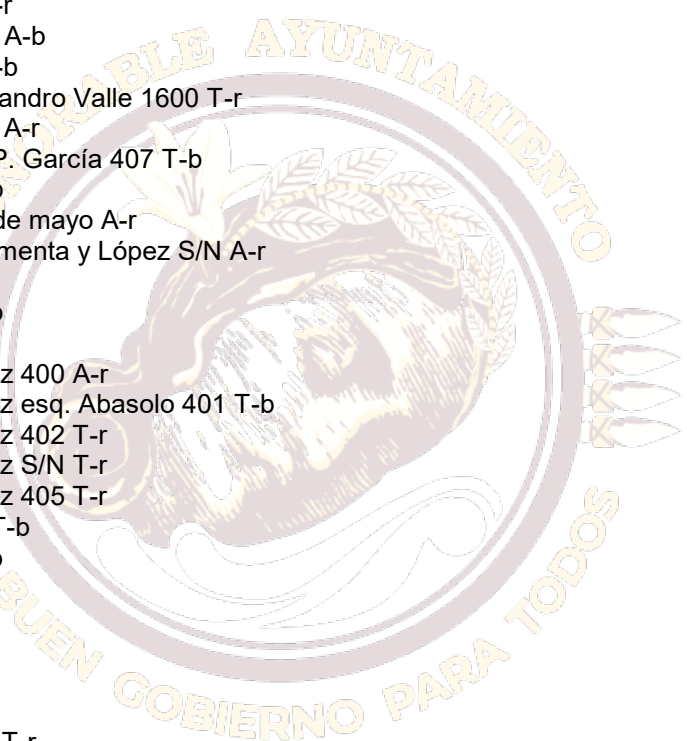 -r
A-b
-b
andro Valle 1600 T-r
A-r
P. García 407 T-b
de mayo A-r
menta y López S/N A-r
z 400 A-r
z esq. Abasolo 401 T-b
z 402 T-r
z S/N T-r
z 405 T-r
T-b
T-r
HONORABLE AYUNTAMIENTO
BUEN GOBIERNO PARA TODOS